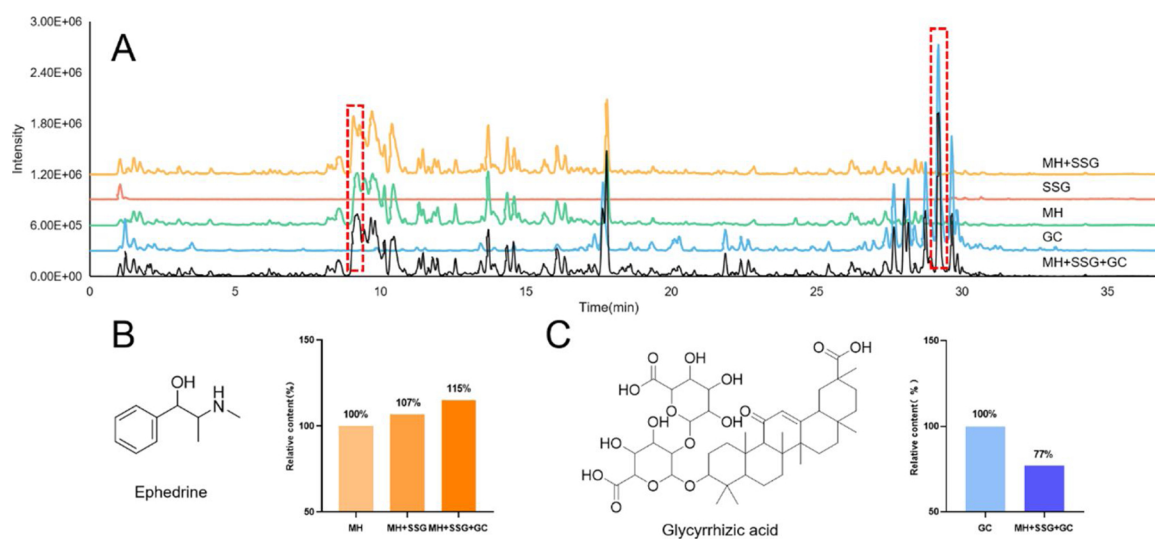 A
3.00E+06
2.40E+06
1.80E+06
1.20E+06
6.00E+05
0.00E+00
Intensity
MH+SSG
SSG
MH
GC
MH+SSG+GC
0 5 10 15 20 25 30 35
Time(min)
B
OH
H
N
Ephedrine
Relative content(%)
150
100
50
100%
107%
115%
MH MH+SSG MH+SSG+GC
C
O
OH
OH
HO
O
OH
O
OH
O
OH
HO
O
HO
O
O
O
HO
O
OH
Glycyrrhizic acid
Relative content( %.)
150
100
50
100%
77%
GC MH+SSG+GC